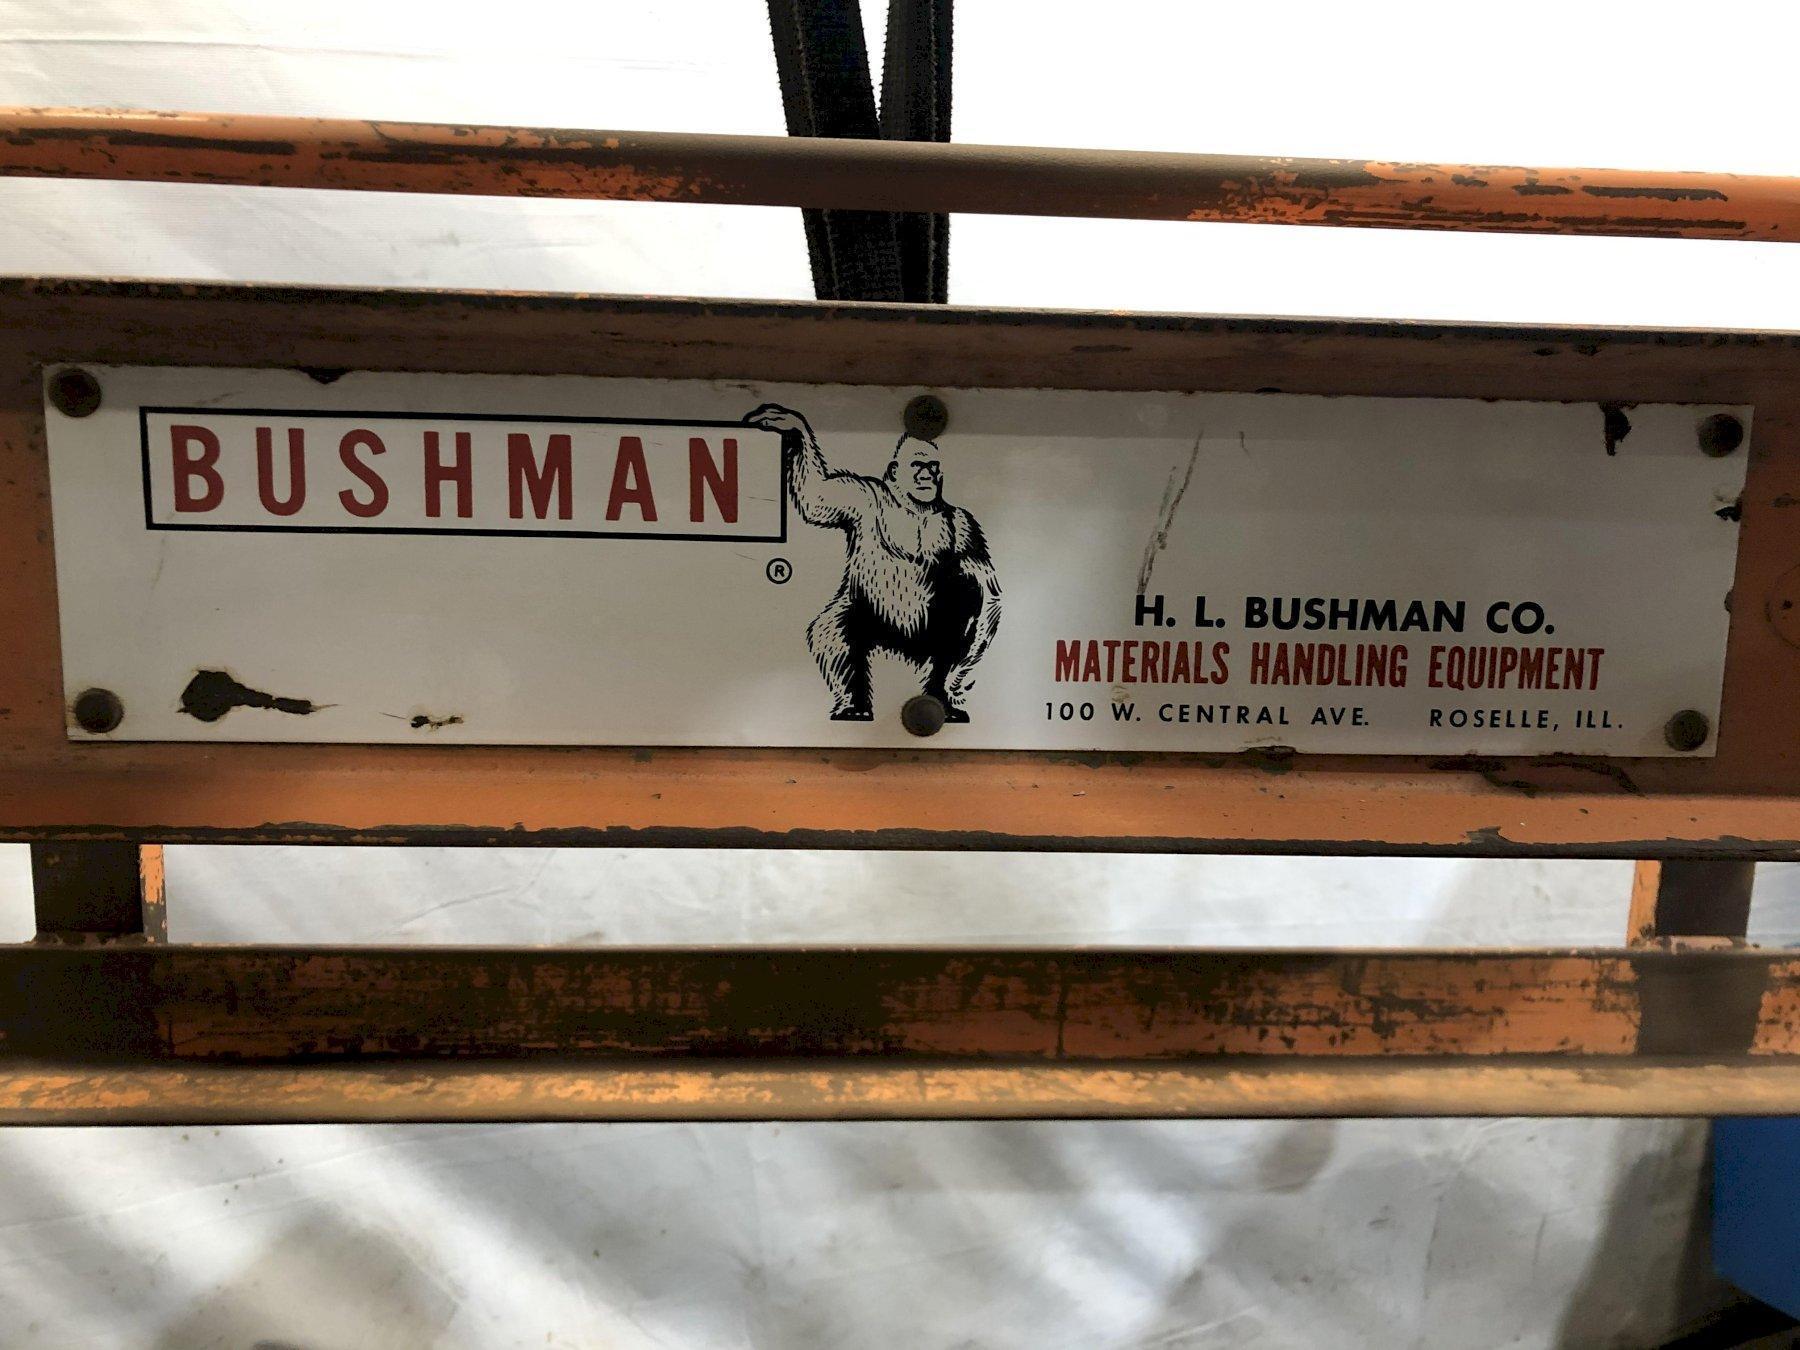 BUSHMAN
®
H. L. BUSHMAN CO.
MATERIALS HANDLING EQUIPMENT
100 W. CENTRAL AVE. ROSELLE, ILL.